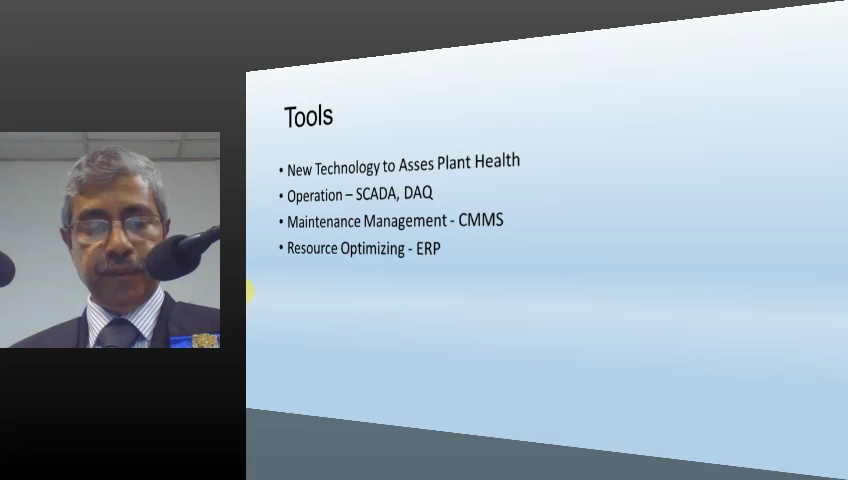 Tools
• New Technology to Asses Plant Health
• Operation – SCADA, DAQ
• Maintenance Management - CMMS
• Resource Optimizing - ERP